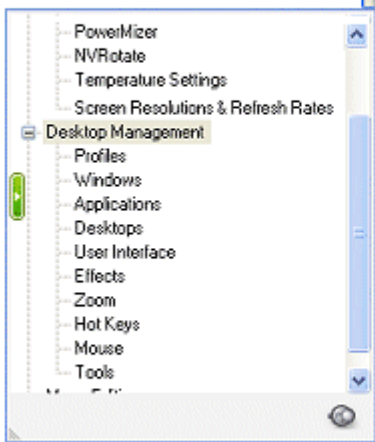 PowerMizer
NVRotate
Temperature Settings
Screen Resolutions & Refresh Rates
Desktop Management
Profiles
Windows
Applications
Desktops
User Interface
Effects
Zoom
Hot Keys
Mouse
Tools